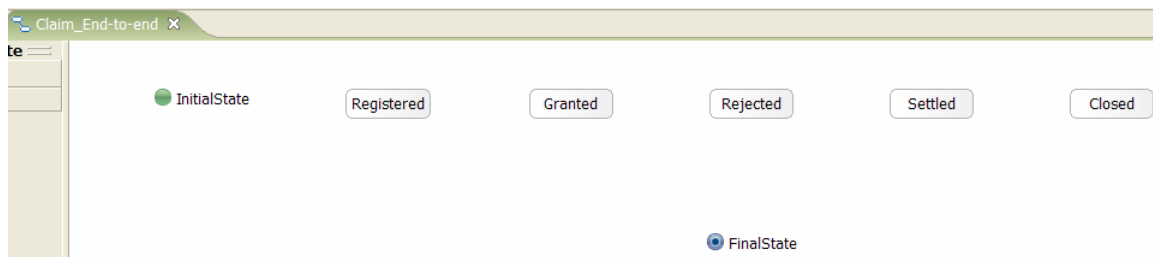 Claim_End-to-end
te
InitialState Registered Granted Rejected Settled Closed
FinalState